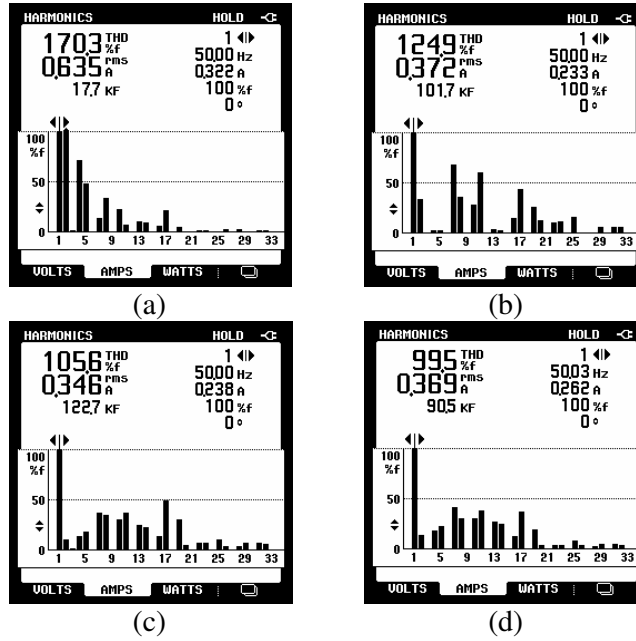 HARMONICS HOLD
170,3 THD %f 1
0,635 rms A 50,00 Hz
17,7 KF 0,322 A
100 %f
0 °
100
%f
50
0
1 5 9 13 17 21 25 29 33
VOLTS AMPS WATTS
(a)
HARMONICS HOLD
124,9 THD %f 1
0,372 rms A 50,00 Hz
101,7 KF 0,233 A
100 %f
0 °
100
%f
50
0
1 5 9 13 17 21 25 29 33
VOLTS AMPS WATTS
(b)
HARMONICS HOLD
105,6 THD %f 1
0,346 rms A 50,00 Hz
122,7 KF 0,238 A
100 %f
0 °
100
%f
50
0
1 5 9 13 17 21 25 29 33
VOLTS AMPS WATTS
(c)
HARMONICS HOLD
99,5 THD %f 1
0,369 rms A 50,03 Hz
90,5 KF 0,262 A
100 %f
0 °
100
%f
50
0
1 5 9 13 17 21 25 29 33
VOLTS AMPS WATTS
(d)